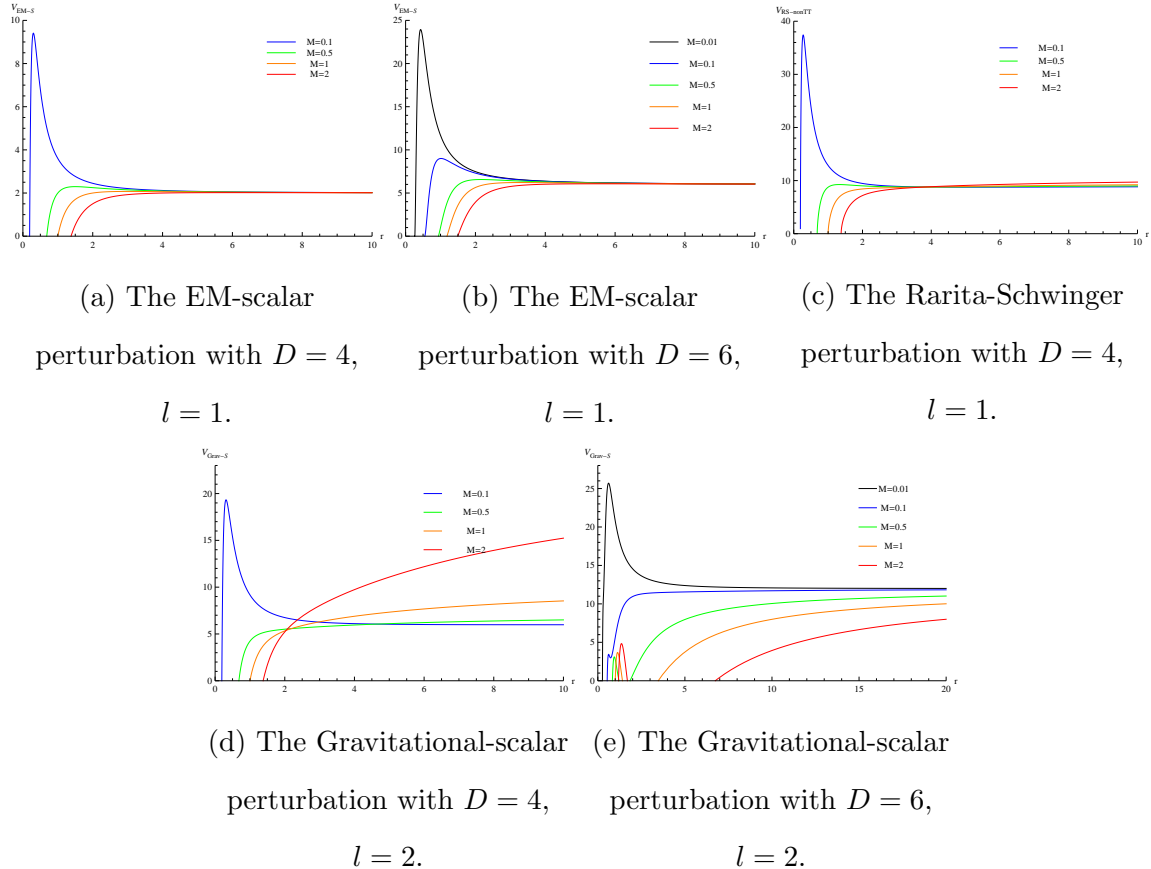 V_EM-S
10
8
6
4
2
0
0 2 4 6 8 10
r
M=0.1
M=0.5
M=1
M=2
V_EM-S
25
20
15
10
5
0
0 2 4 6 8 10
r
M=0.01
M=0.1
M=0.5
M=1
M=2
V_RS-nonTT
40
30
20
10
0
0 2 4 6 8 10
r
M=0.1
M=0.5
M=1
M=2
(a) The EM-scalar
perturbation with D = 4,
l = 1.
(b) The EM-scalar
perturbation with D = 6,
l = 1.
(c) The Rarita-Schwinger
perturbation with D = 4,
l = 1.
V_Grav-S
20
15
10
5
0
0 2 4 6 8 10
r
M=0.1
M=0.5
M=1
M=2
V_Grav-S
25
20
15
10
5
0
0 5 10 15 20
r
M=0.01
M=0.1
M=0.5
M=1
M=2
(d) The Gravitational-scalar
perturbation with D = 4,
l = 2.
(e) The Gravitational-scalar
perturbation with D = 6,
l = 2.